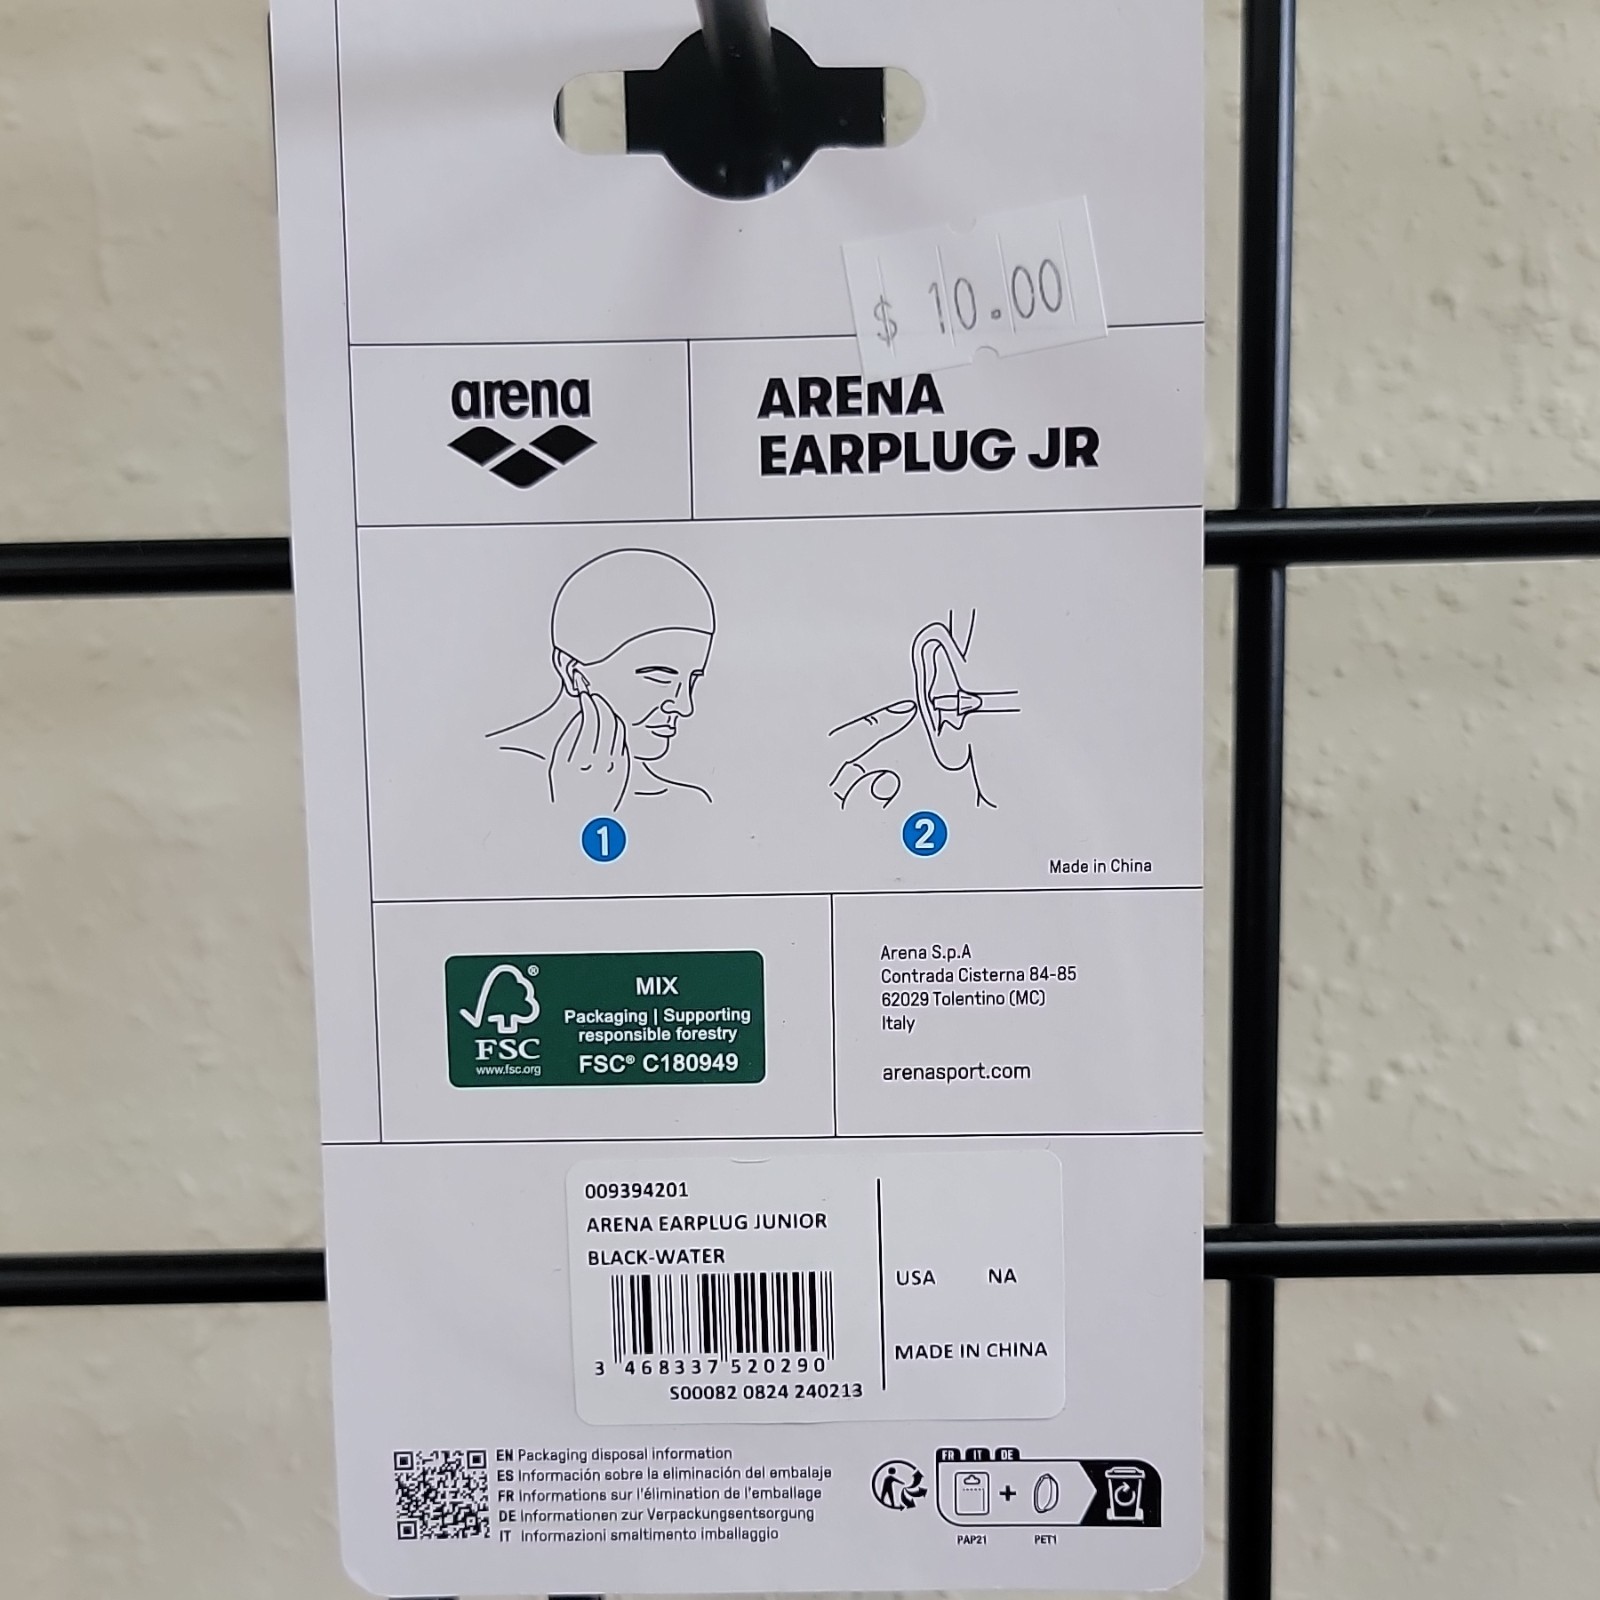 $ 10.00
arena
ARENA
EARPLUG JR
1
2
Made in China
MIX
Packaging | Supporting
responsible forestry
FSC® C180949
®
FSC
www.fsc.org
Arena S.p.A
Contrada Cisterna 84-85
62029 Tolentino (MC)
Italy
arenasport.com
009394201
ARENA EARPLUG JUNIOR
BLACK-WATER
3 468337 520290
S00082 0824 240213
USA NA
MADE IN CHINA
EN Packaging disposal information
ES Información sobre la eliminación del embalaje
FR Informations sur l'élimination de l'emballage
DE Informationen zur Verpackungsentsorgung
IT Informazioni smaltimento imballaggio
FR IT DE
+
PAP21 PET1